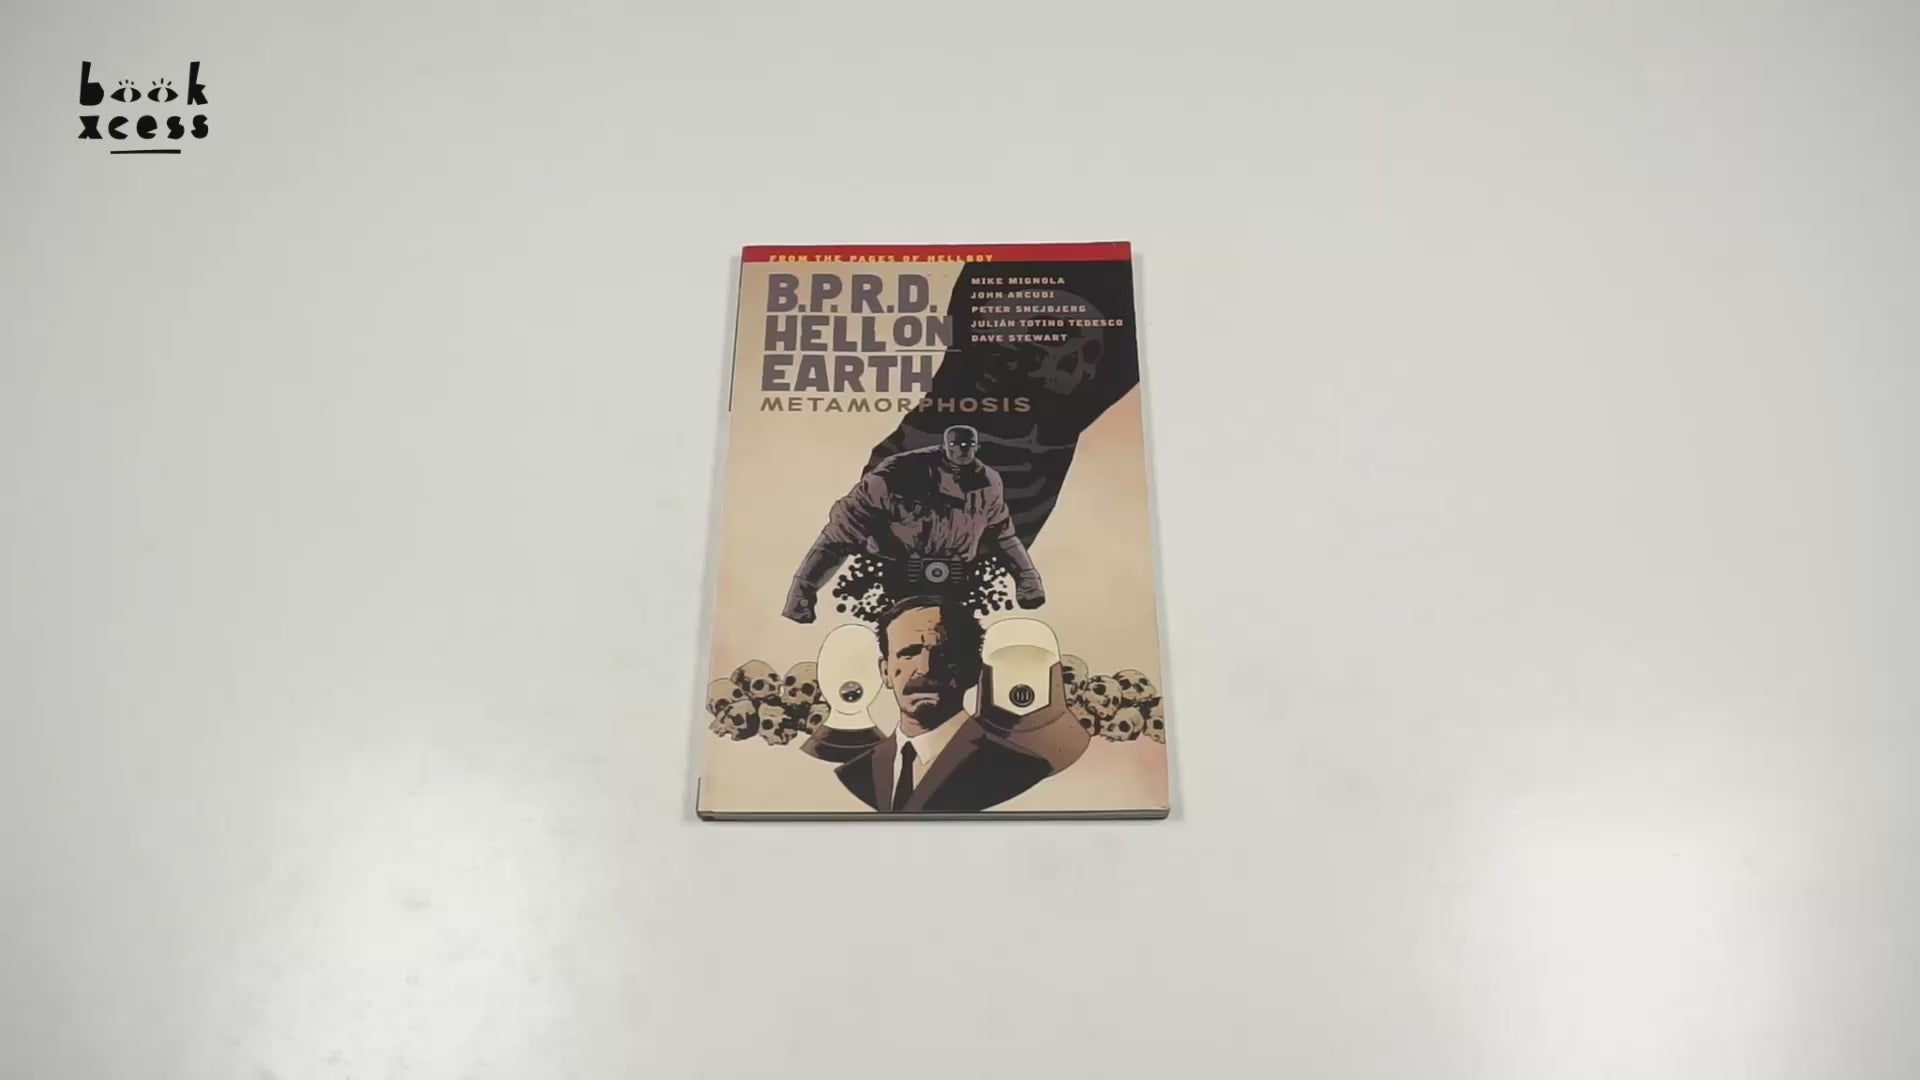 book
xcess
FROM THE PAGES OF HELLBOY
B.P.R.D.
HELL ON
EARTH
METAMORPHOSIS
MIKE MIGNOLA
JOHN ARCUDI
PETER SNEJBJERG
JULIÁN TOTINO TEDESCO
DAVE STEWART